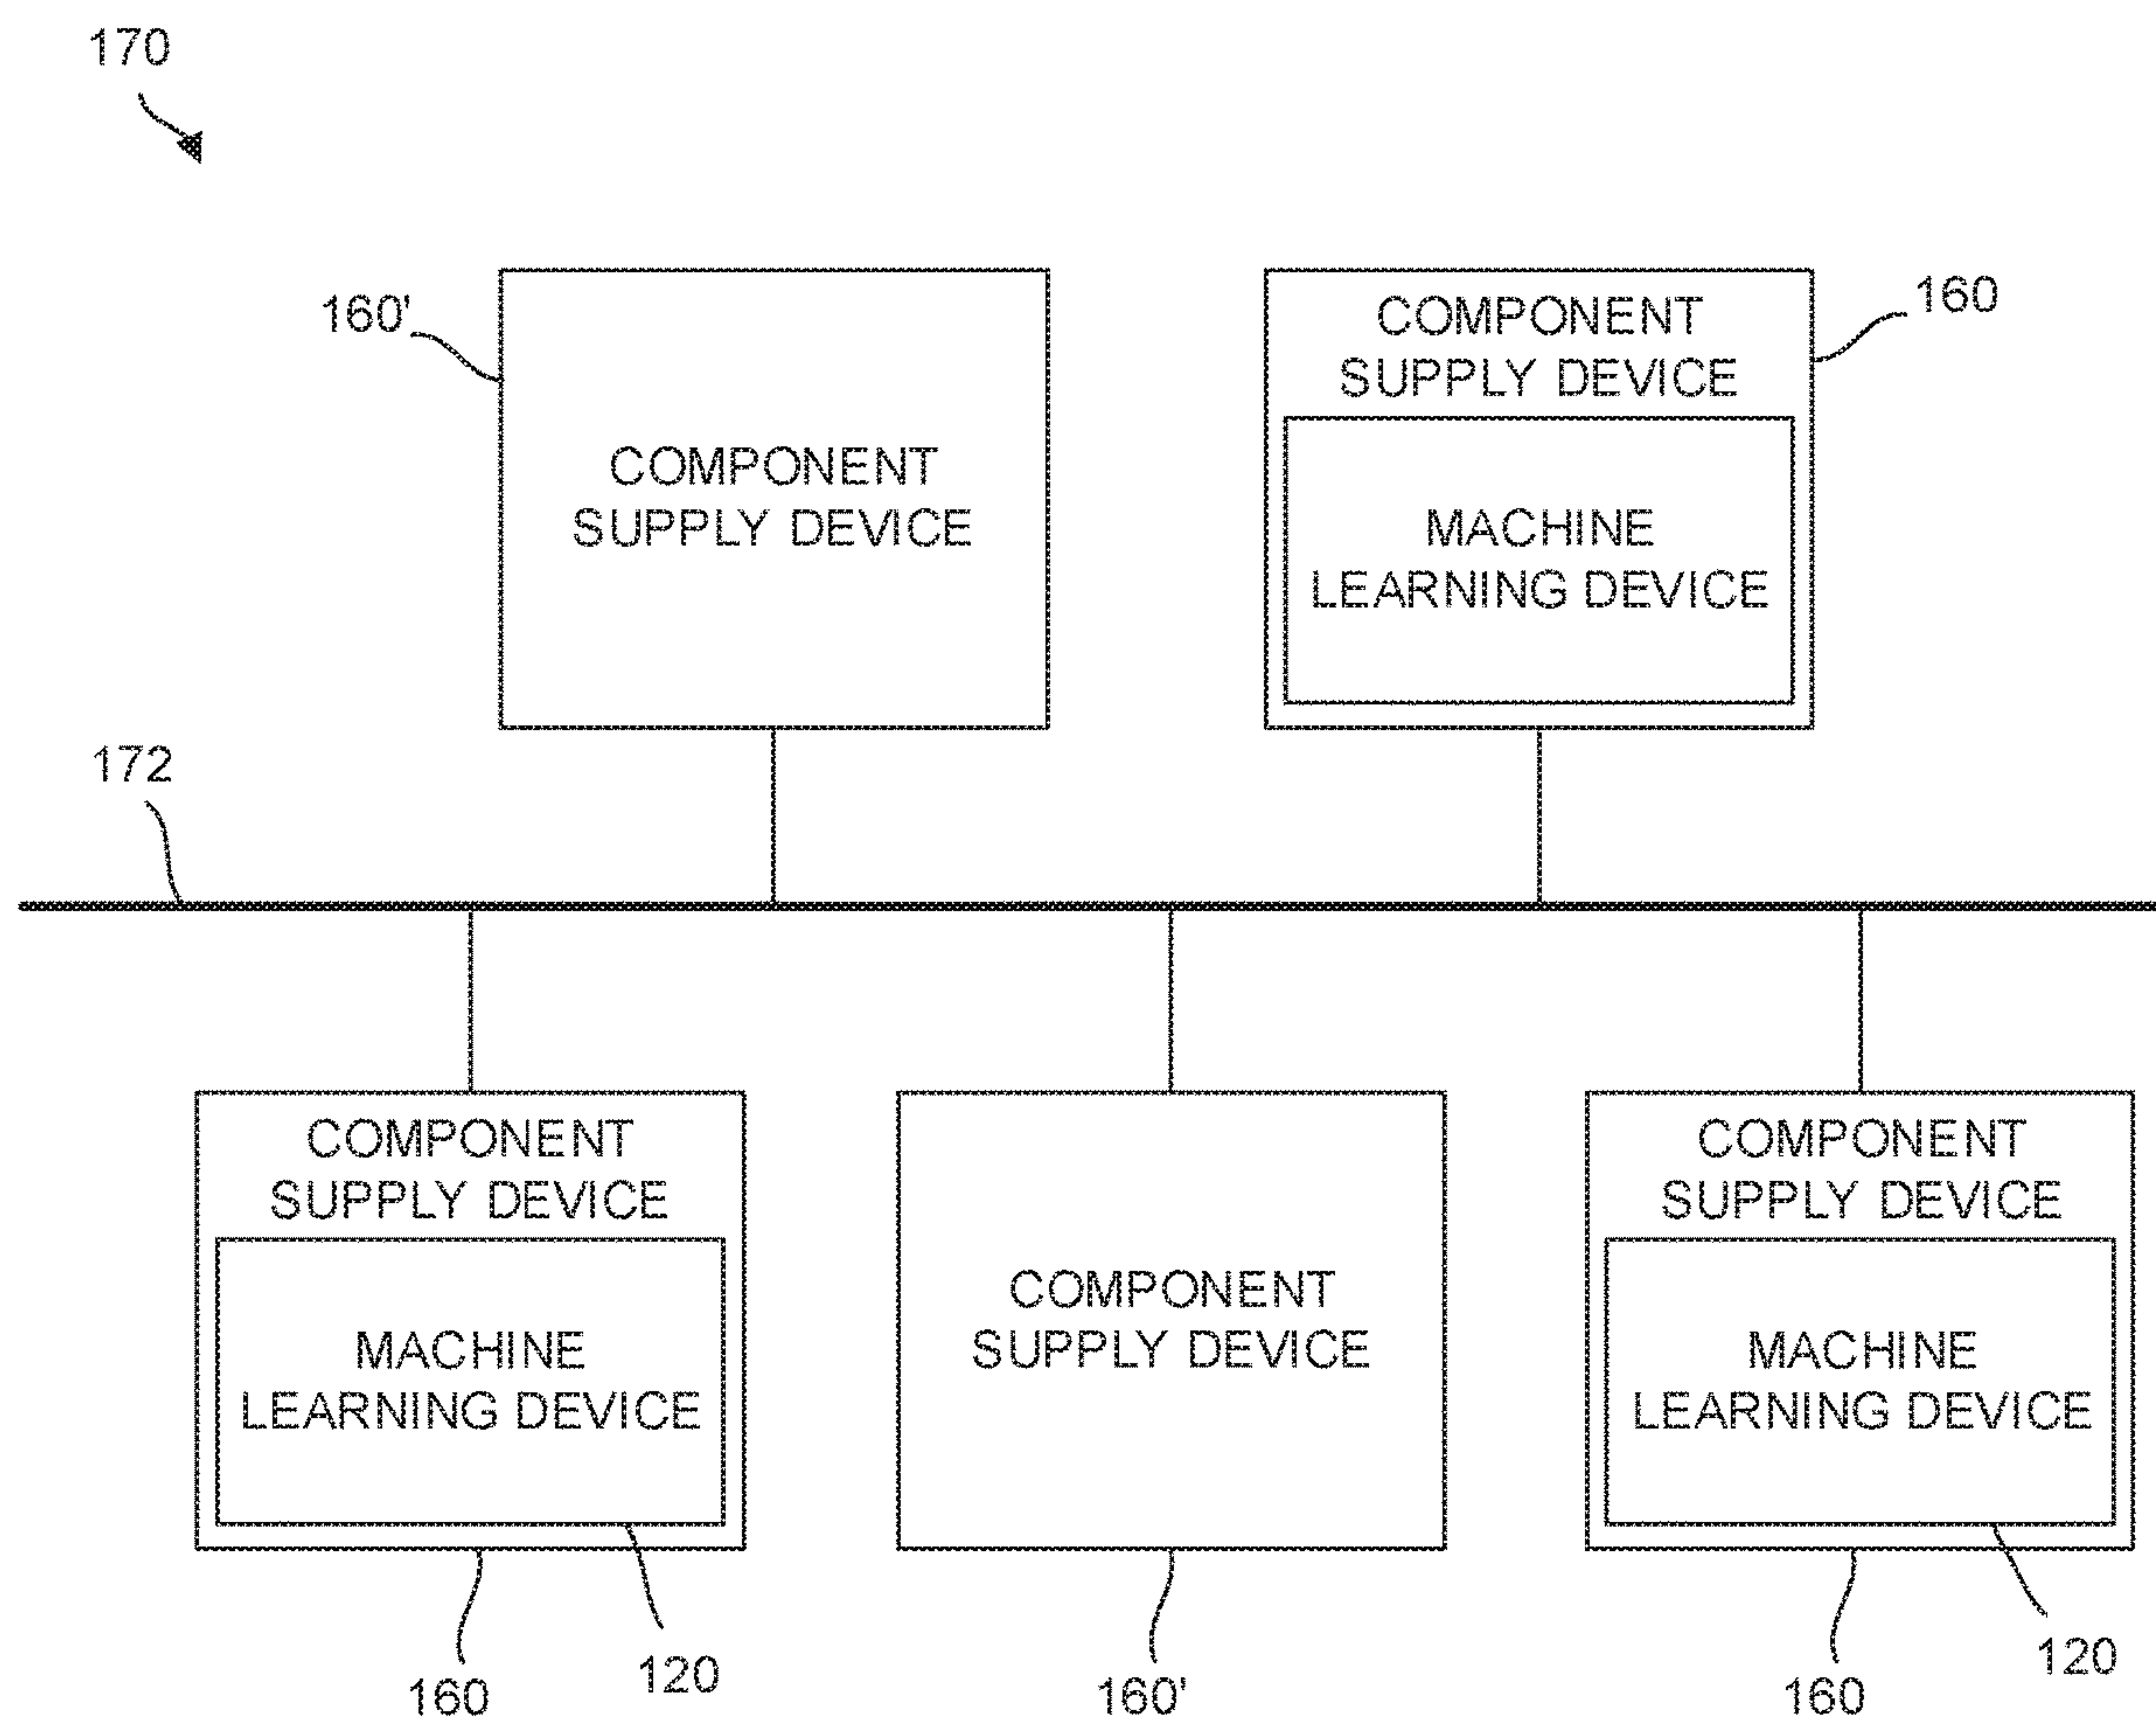 170
160'
COMPONENT
SUPPLY DEVICE
COMPONENT
SUPPLY DEVICE
MACHINE
LEARNING DEVICE
160
172
COMPONENT
SUPPLY DEVICE
MACHINE
LEARNING DEVICE
160
120
COMPONENT
SUPPLY DEVICE
160'
COMPONENT
SUPPLY DEVICE
MACHINE
LEARNING DEVICE
160
120